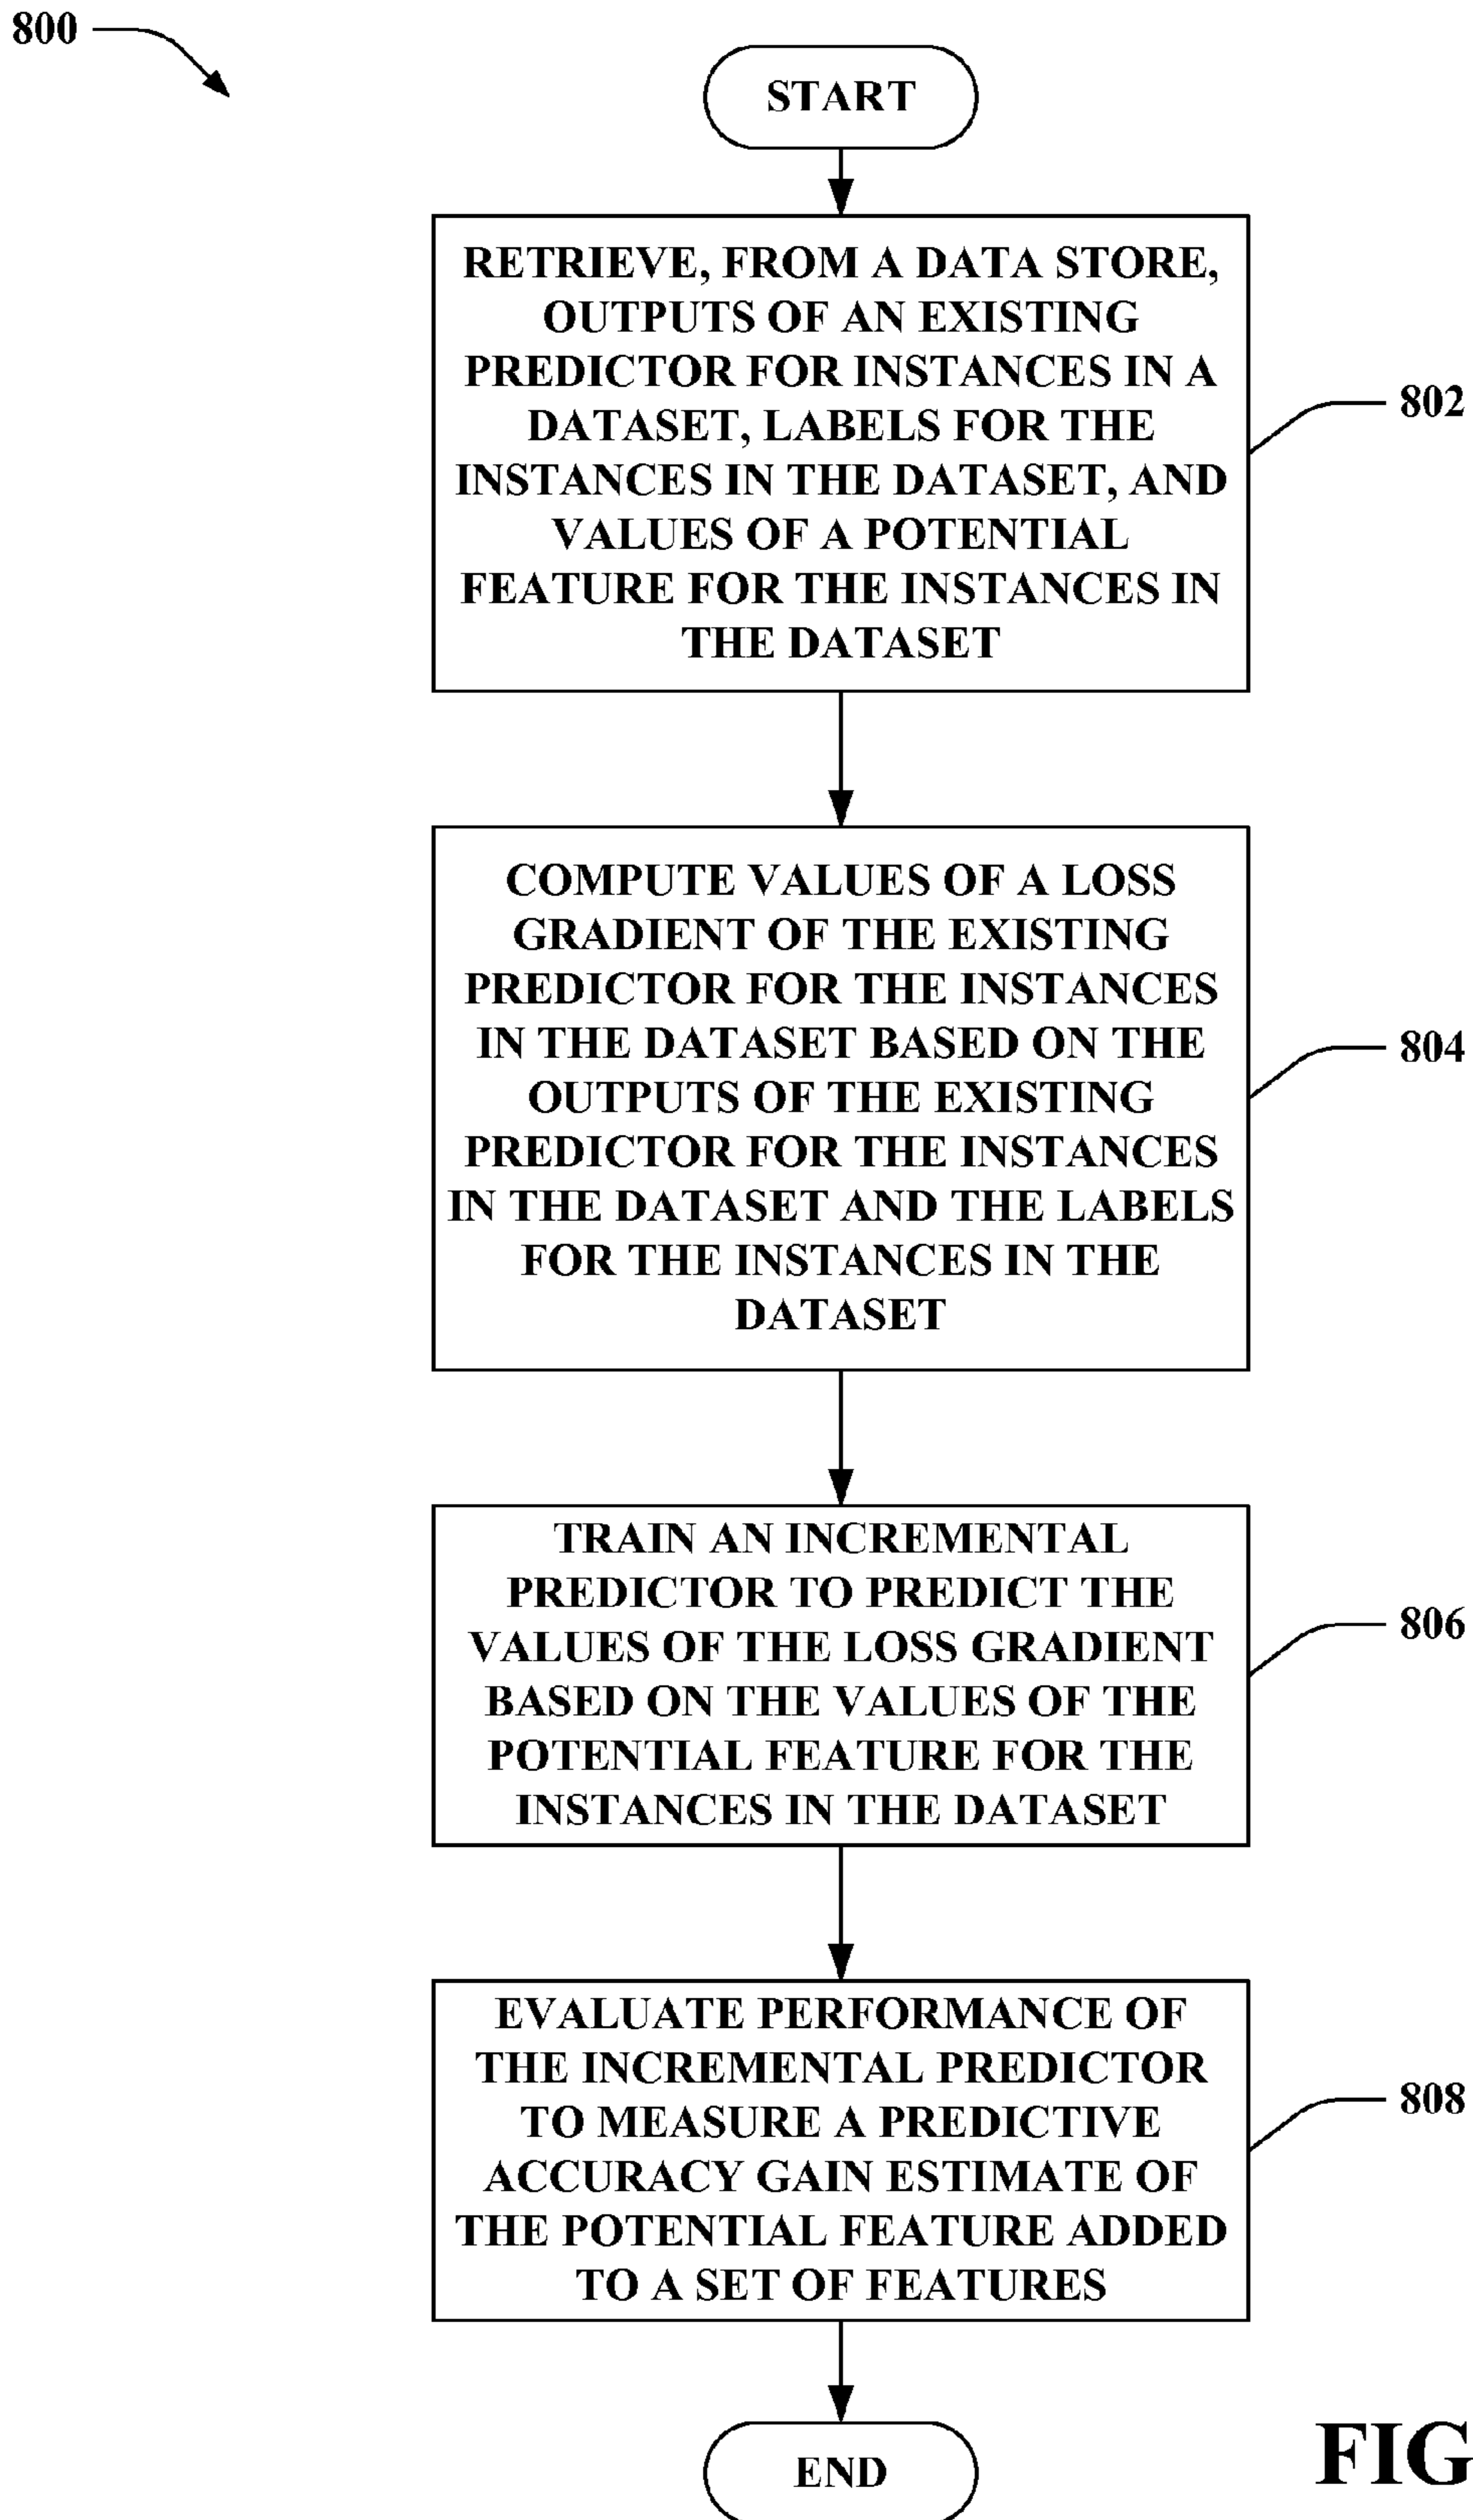 800
START
RETRIEVE, FROM A DATA STORE,
OUTPUTS OF AN EXISTING
PREDICTOR FOR INSTANCES IN A
DATASET, LABELS FOR THE
INSTANCES IN THE DATASET, AND
VALUES OF A POTENTIAL
FEATURE FOR THE INSTANCES IN
THE DATASET
802
COMPUTE VALUES OF A LOSS
GRADIENT OF THE EXISTING
PREDICTOR FOR THE INSTANCES
IN THE DATASET BASED ON THE
OUTPUTS OF THE EXISTING
PREDICTOR FOR THE INSTANCES
IN THE DATASET AND THE LABELS
FOR THE INSTANCES IN THE
DATASET
804
TRAIN AN INCREMENTAL
PREDICTOR TO PREDICT THE
VALUES OF THE LOSS GRADIENT
BASED ON THE VALUES OF THE
POTENTIAL FEATURE FOR THE
INSTANCES IN THE DATASET
806
EVALUATE PERFORMANCE OF
THE INCREMENTAL PREDICTOR
TO MEASURE A PREDICTIVE
ACCURACY GAIN ESTIMATE OF
THE POTENTIAL FEATURE ADDED
TO A SET OF FEATURES
808
END
FIG